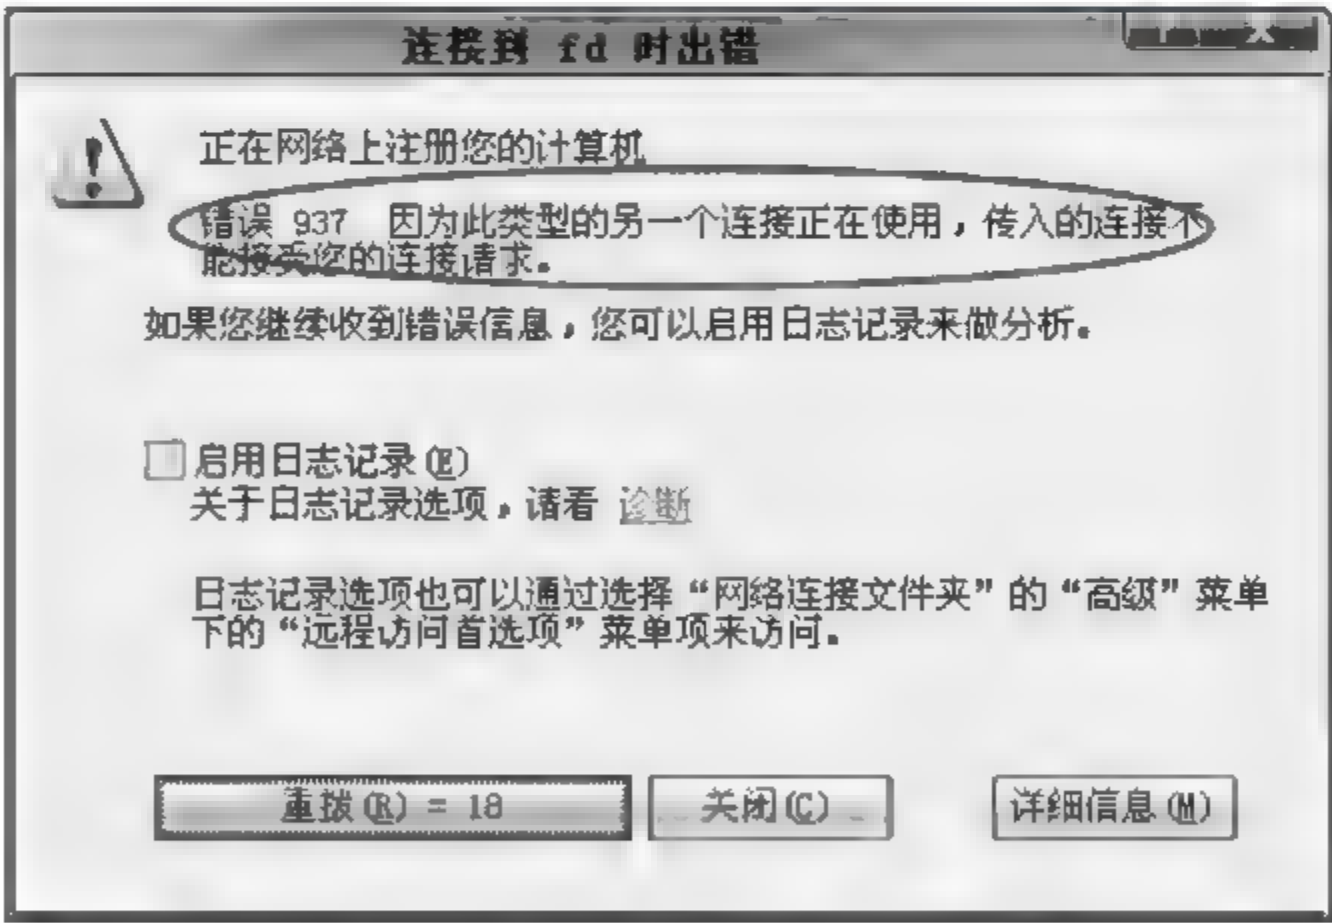 连接到 fd 时出错
正在网络上注册您的计算机
错误 937 因为此类型的另一个连接正在使用，传入的连接不
能接受您的连接请求。
如果您继续收到错误信息，您可以启用日志记录来做分析。
启用日志记录(E)
关于日志记录选项，请看 诊断
日志记录选项也可以通过选择“网络连接文件夹”的“高级”菜单
下的“远程访问首选项”菜单项来访问。
重拨(R) = 18
关闭(C)
详细信息(M)